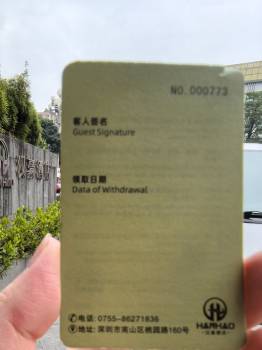 NO.000773
客人签名
Guest Signature
领取日期
Data of Withdrawal
电话: 0755-86271836
地址: 深圳市南山区桃园路160号
HANHAO